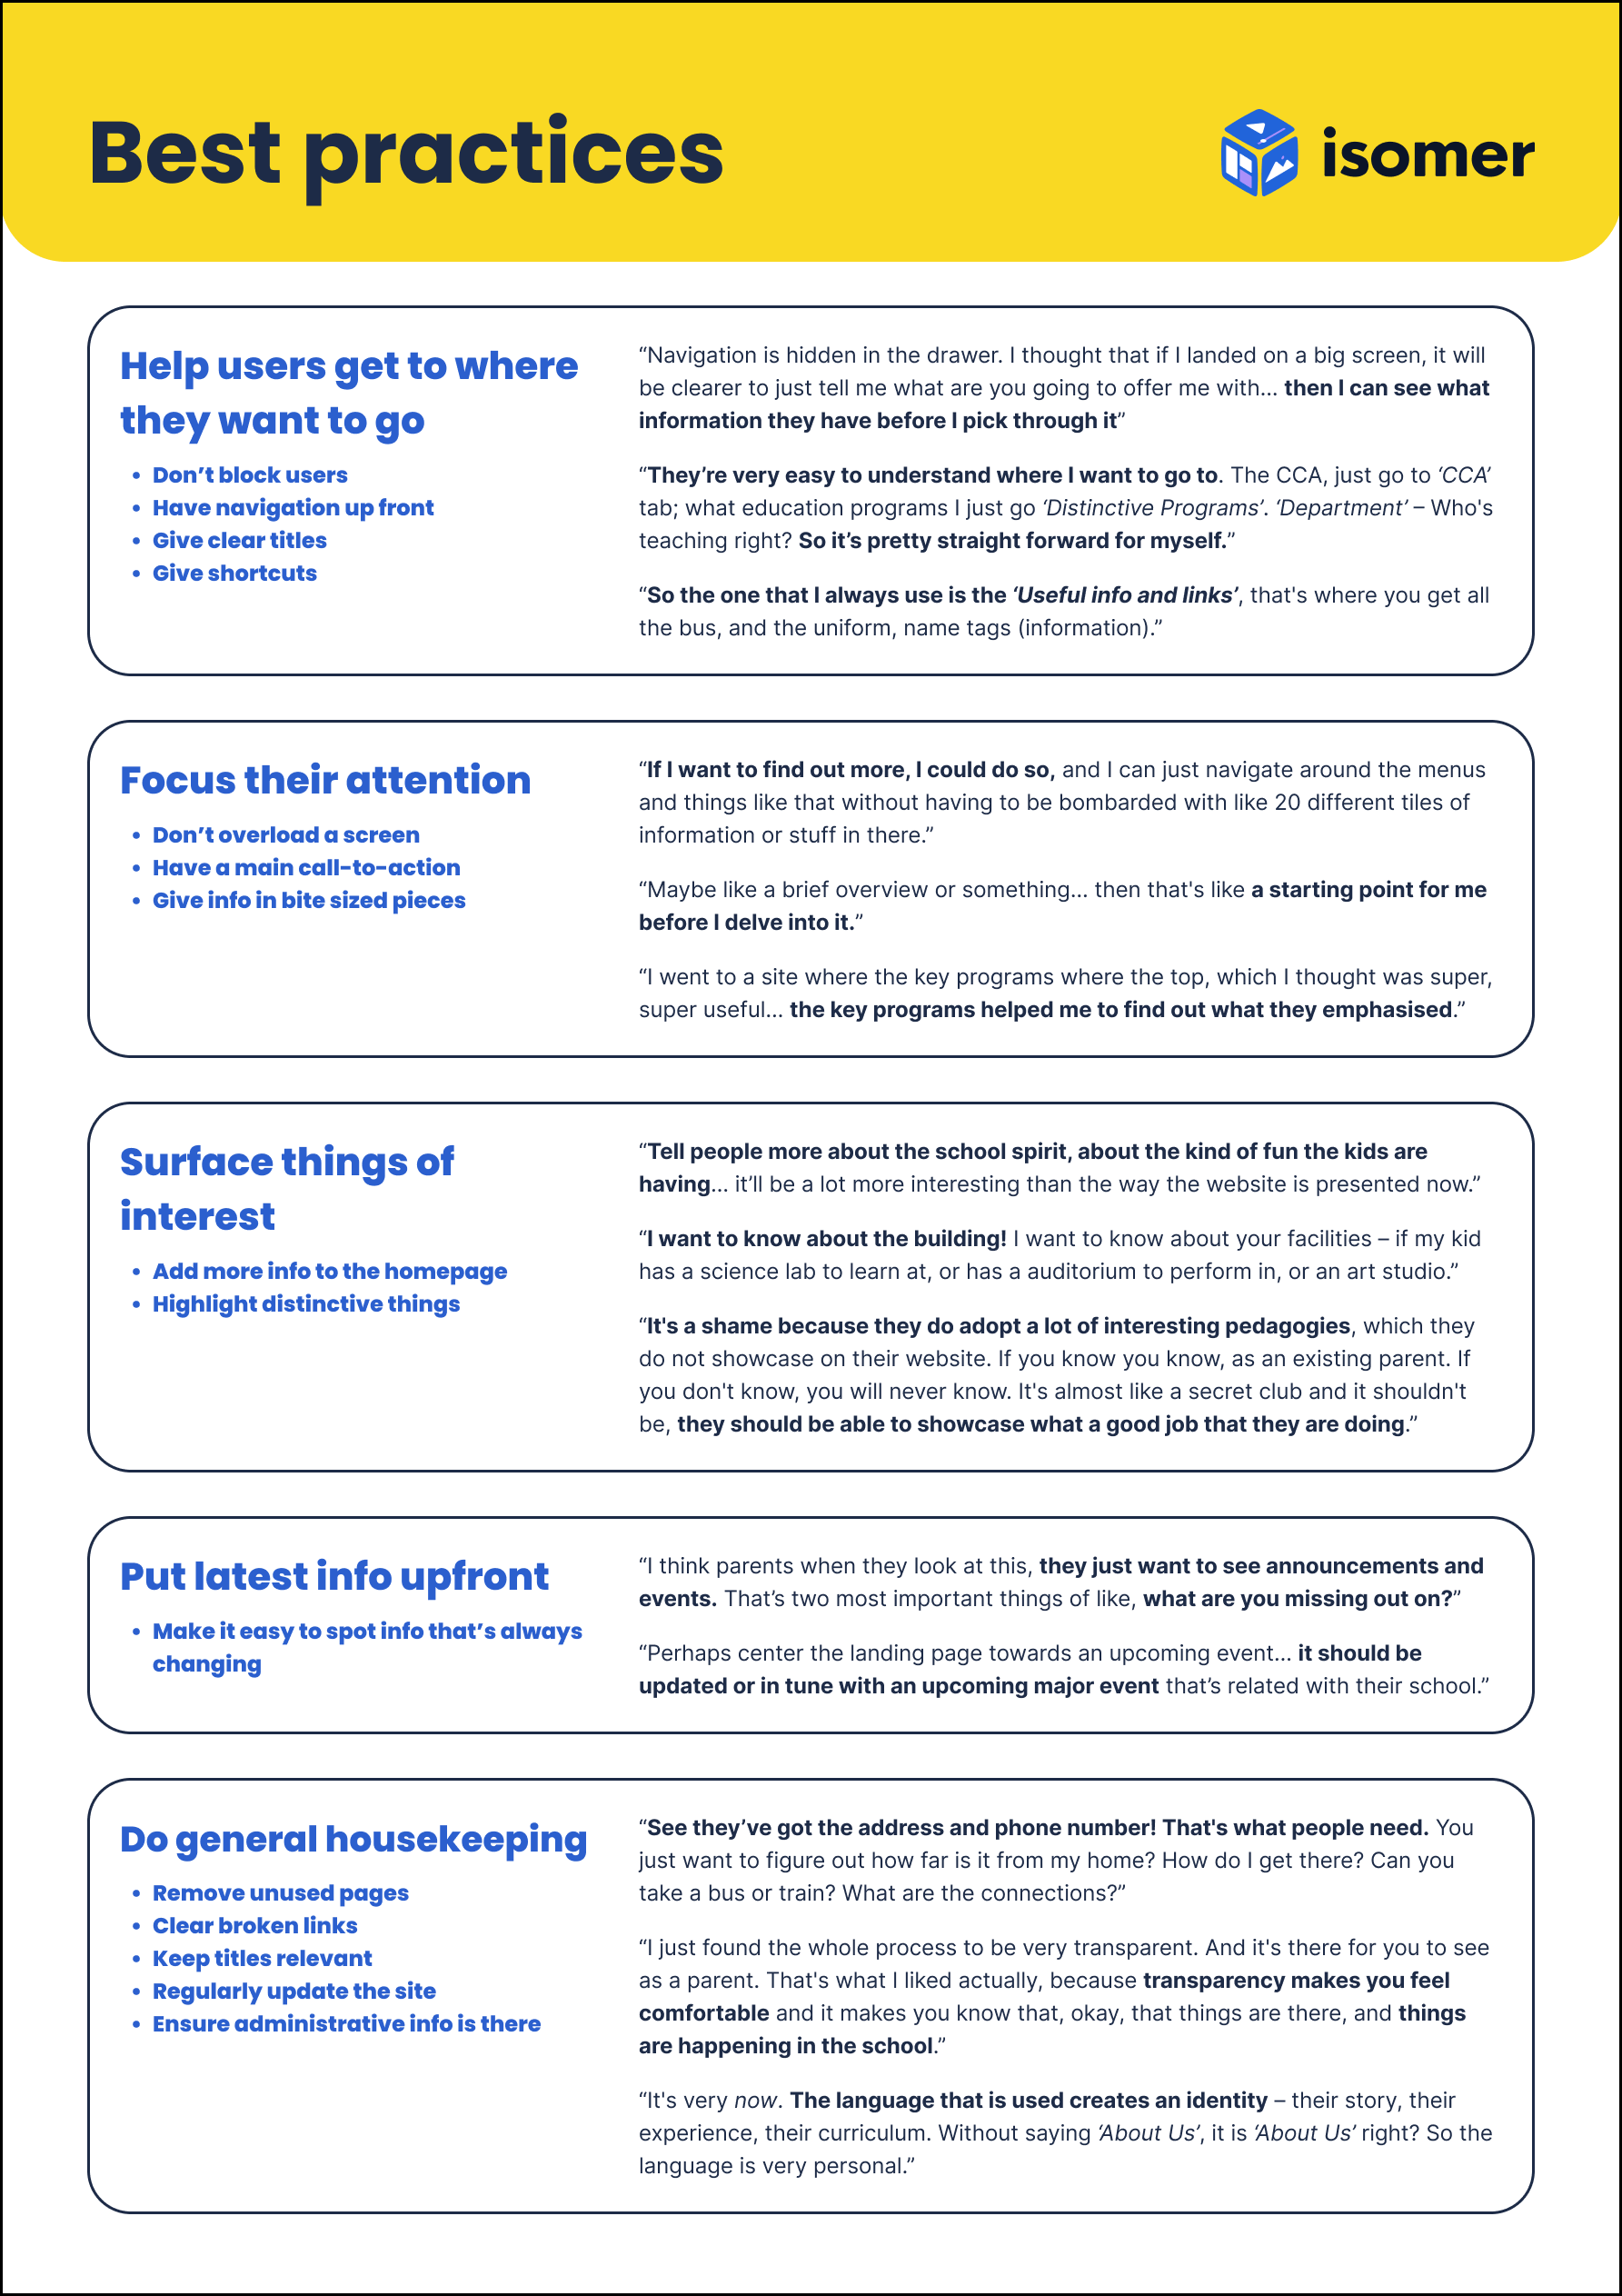 Best practices
isomer
Help users get to where
they want to go
• Don’t block users
• Have navigation up front
• Give clear titles
• Give shortcuts
“Navigation is hidden in the drawer. I thought that if I landed on a big screen, it will
be clearer to just tell me what are you going to offer me with... then I can see what
information they have before I pick through it”
“They’re very easy to understand where I want to go to. The CCA, just go to ‘CCA’
tab; what education programs I just go ‘Distinctive Programs’. ‘Department’ – Who's
teaching right? So it’s pretty straight forward for myself.”
“So the one that I always use is the ‘Useful info and links’, that's where you get all
the bus, and the uniform, name tags (information).”
Focus their attention
• Don’t overload a screen
• Have a main call-to-action
• Give info in bite sized pieces
“If I want to find out more, I could do so, and I can just navigate around the menus
and things like that without having to be bombarded with like 20 different tiles of
information or stuff in there.”
“Maybe like a brief overview or something... then that's like a starting point for me
before I delve into it.”
“I went to a site where the key programs where the top, which I thought was super,
super useful... the key programs helped me to find out what they emphasised.”
Surface things of
interest
• Add more info to the homepage
• Highlight distinctive things
“Tell people more about the school spirit, about the kind of fun the kids are
having... it’ll be a lot more interesting than the way the website is presented now.”
“I want to know about the building! I want to know about your facilities – if my kid
has a science lab to learn at, or has a auditorium to perform in, or an art studio.”
“It's a shame because they do adopt a lot of interesting pedagogies, which they
do not showcase on their website. If you know you know, as an existing parent. If
you don't know, you will never know. It's almost like a secret club and it shouldn't
be, they should be able to showcase what a good job that they are doing.”
Put latest info upfront
• Make it easy to spot info that’s always
changing
“I think parents when they look at this, they just want to see announcements and
events. That’s two most important things of like, what are you missing out on?”
“Perhaps center the landing page towards an upcoming event... it should be
updated or in tune with an upcoming major event that’s related with their school.”
Do general housekeeping
• Remove unused pages
• Clear broken links
• Keep titles relevant
• Regularly update the site
• Ensure administrative info is there
“See they’ve got the address and phone number! That's what people need. You
just want to figure out how far is it from my home? How do I get there? Can you
take a bus or train? What are the connections?”
“I just found the whole process to be very transparent. And it's there for you to see
as a parent. That's what I liked actually, because transparency makes you feel
comfortable and it makes you know that, okay, that things are there, and things
are happening in the school.”
“It's very now. The language that is used creates an identity – their story, their
experience, their curriculum. Without saying ‘About Us’, it is ‘About Us’ right? So the
language is very personal.”